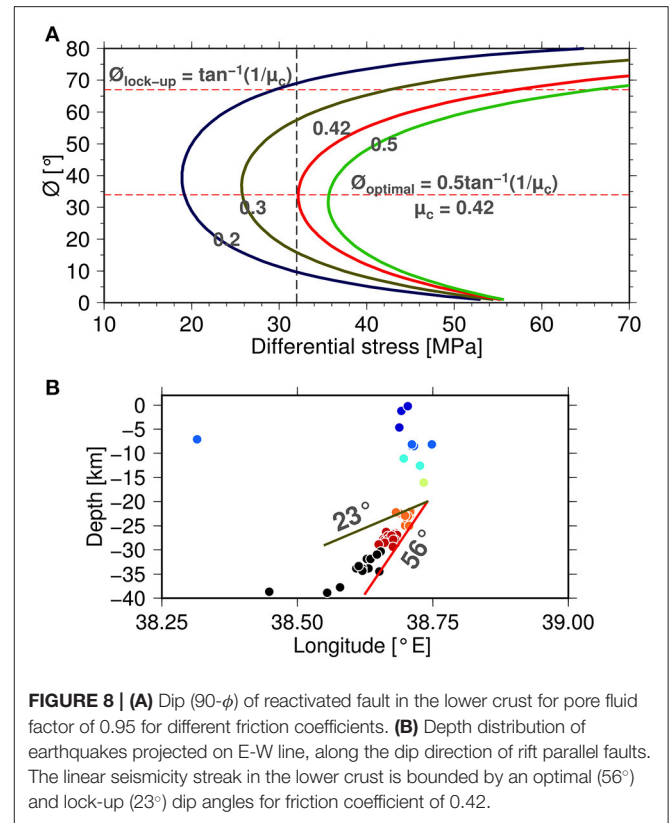 A
80
70
60
50
40
30
20
10
0
Ø [°]
Ølock−up = tan−1(1/μc)
0.42
0.5
Øoptimal = 0.5tan−1(1/μc)
μc = 0.42
0.3
0.2
10 20 30 40 50 60 70
Differential stress [MPa]
B
0
−5
−10
−15
−20
−25
−30
−35
−40
Depth [km]
23°
56°
38.25 38.50 38.75 39.00
Longitude [°E]
FIGURE 8 | (A) Dip (90-ϕ) of reactivated fault in the lower crust for pore fluid
factor of 0.95 for different friction coefficients. (B) Depth distribution of
earthquakes projected on E-W line, along the dip direction of rift parallel faults.
The linear seismicity streak in the lower crust is bounded by an optimal (56°)
and lock-up (23°) dip angles for friction coefficient of 0.42.